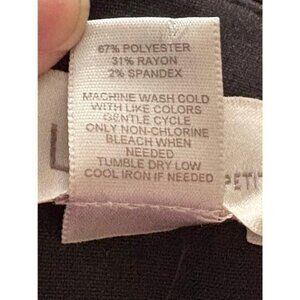 67% POLYESTER
31% RAYON
2% SPANDEX
MACHINE WASH COLD
WITH LIKE COLORS
GENTLE CYCLE
ONLY NON-CHLORINE
BLEACH WHEN
NEEDED
TUMBLE DRY LOW
COOL IRON IF NEEDED
PETIT